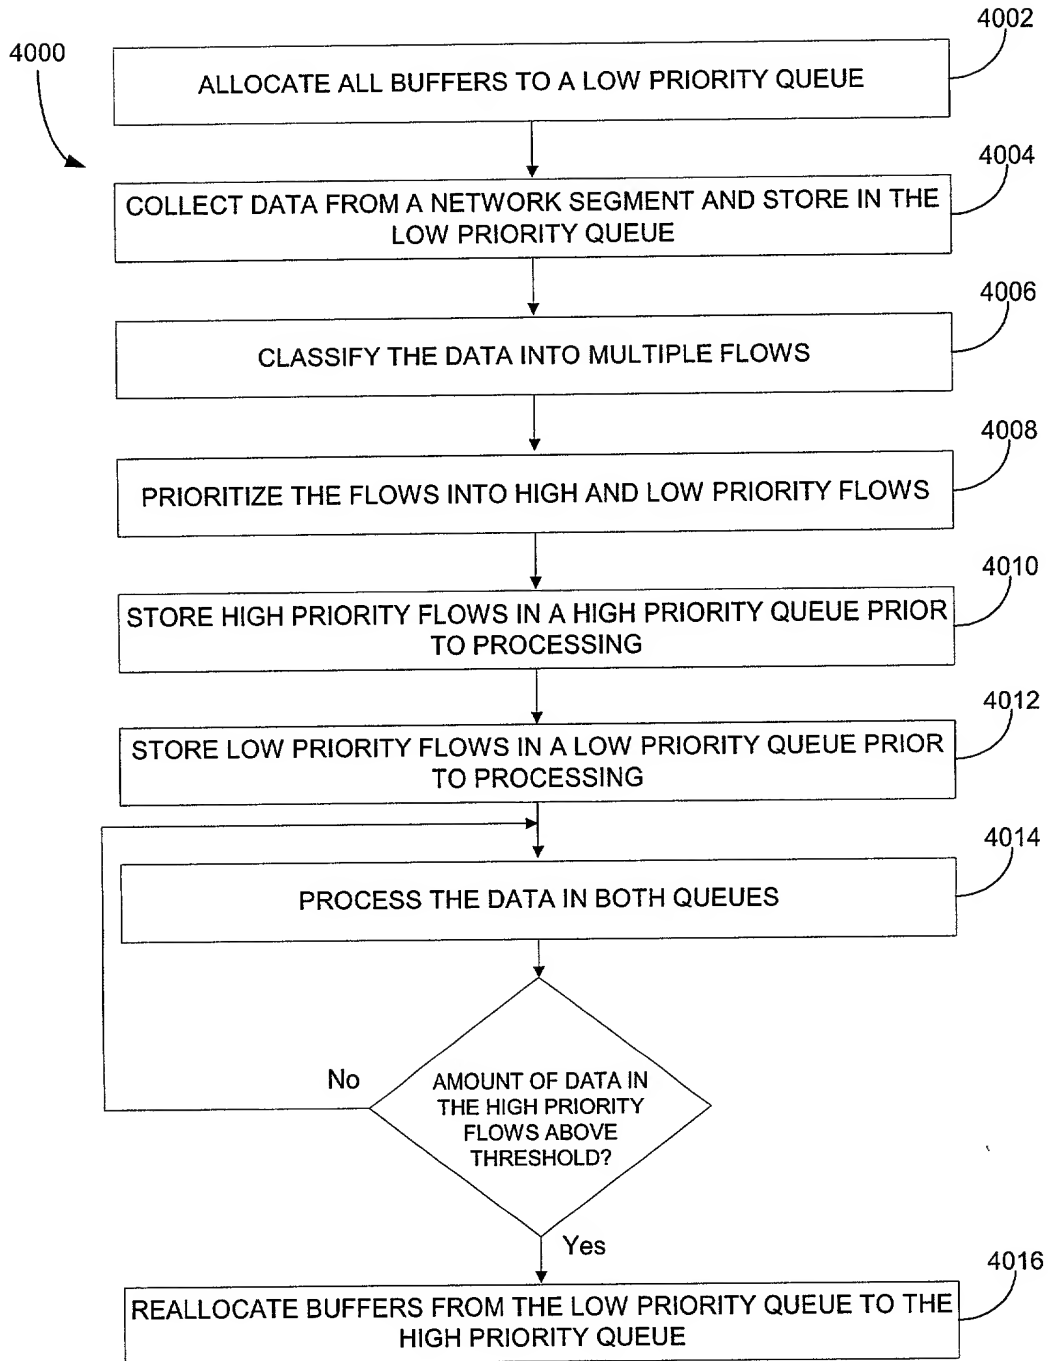 4002
4000
ALLOCATE ALL BUFFERS TO A LOW PRIORITY QUEUE
4004
COLLECT DATA FROM A NETWORK SEGMENT AND STORE IN THE
LOW PRIORITY QUEUE
4006
CLASSIFY THE DATA INTO MULTIPLE FLOWS
4008
PRIORITIZE THE FLOWS INTO HIGH AND LOW PRIORITY FLOWS
4010
STORE HIGH PRIORITY FLOWS IN A HIGH PRIORITY QUEUE PRIOR
TO PROCESSING
4012
STORE LOW PRIORITY FLOWS IN A LOW PRIORITY QUEUE PRIOR
TO PROCESSING
4014
PROCESS THE DATA IN BOTH QUEUES
No
AMOUNT OF DATA IN
THE HIGH PRIORITY
FLOWS ABOVE
THRESHOLD?
Yes
4016
REALLOCATE BUFFERS FROM THE LOW PRIORITY QUEUE TO THE
HIGH PRIORITY QUEUE